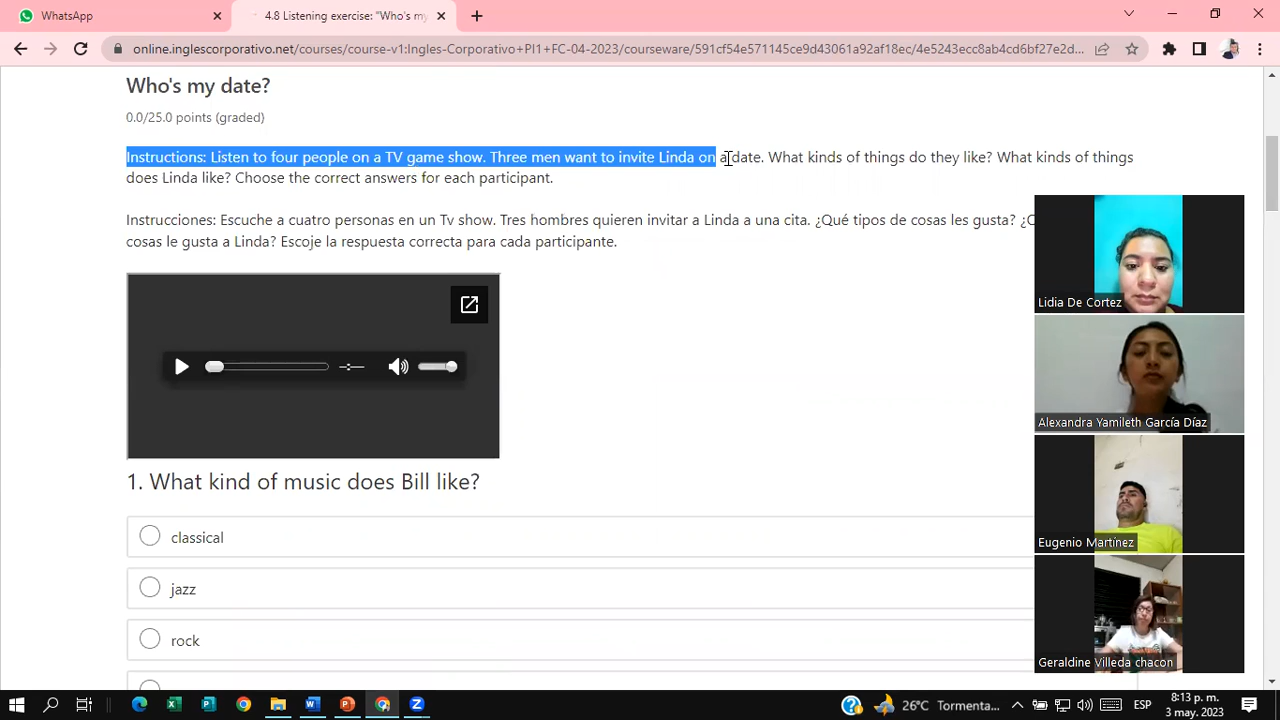 WhatsApp
4.8 Listening exercise: "Who's my
online.inglescorporativo.net/courses/course-v1:Ingles-Corporativo+PI1+FC-04-2023/courseware/591cf54e571145ce9d43061a92af18ec/4e5243ecc8ab4cd6bf27e2d...
Who's my date?
0.0/25.0 points (graded)
Instructions: Listen to four people on a TV game show. Three men want to invite Linda on a date. What kinds of things do they like? What kinds of things
does Linda like? Choose the correct answers for each participant.
Instrucciones: Escuche a cuatro personas en un Tv show. Tres hombres quieren invitar a Linda a una cita. ¿Qué tipos de cosas les gusta?
cosas le gusta a Linda? Escoje la respuesta correcta para cada participante.
1. What kind of music does Bill like?
classical
jazz
rock
Lidia De Cortez
Alexandra Yamileth García Díaz
Eugenio Martínez
Geraldine Villeda chacon
26°C Tormenta...
ESP
8:13 p. m.
3 may. 2023